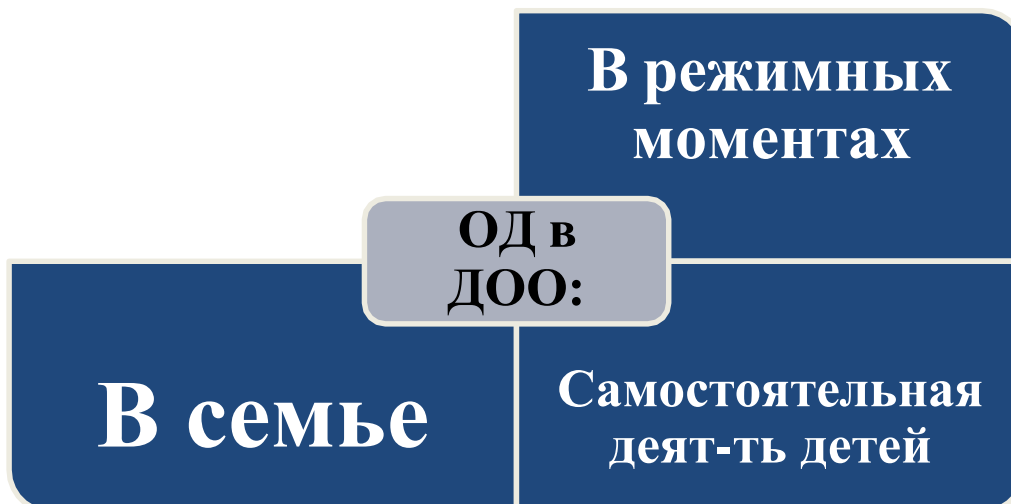 В режимных
моментах
ОД в
ДОО:
В семье
Самостоятельная
деят-ть детей